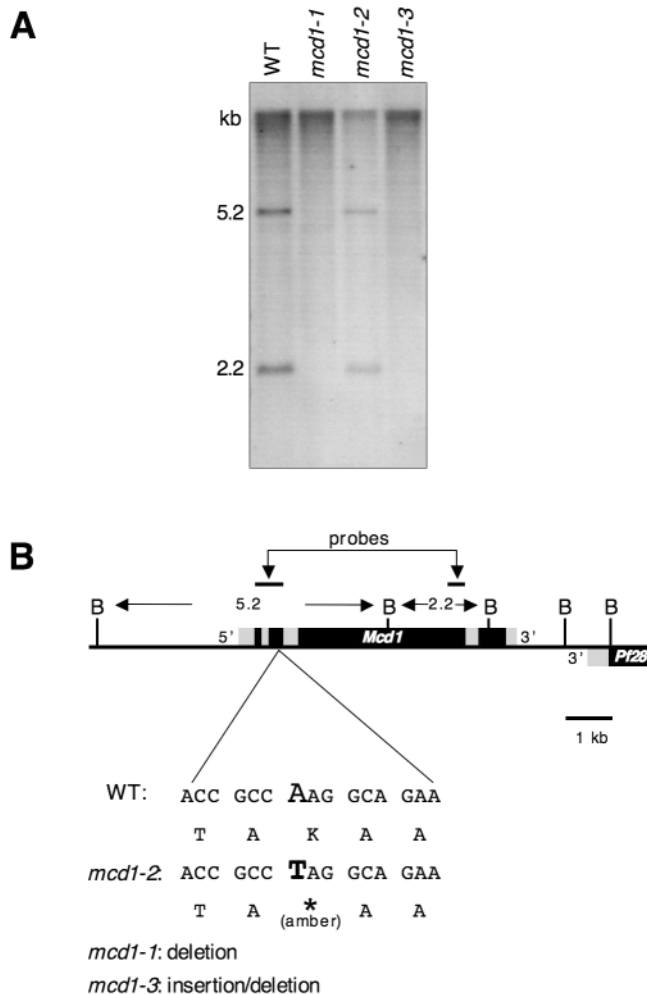 A
WT
mcd1-1
mcd1-2
mcd1-3
kb
5.2
2.2
B
probes
B 5.2 B 2.2 B B B
5' Mcd1 3' 3' Pf28
1 kb
WT: ACC GCC AAG GCA GAA
T A K A A
mcd1-2: ACC GCC TAG GCA GAA
T A * A A
(amber)
mcd1-1: deletion
mcd1-3: insertion/deletion